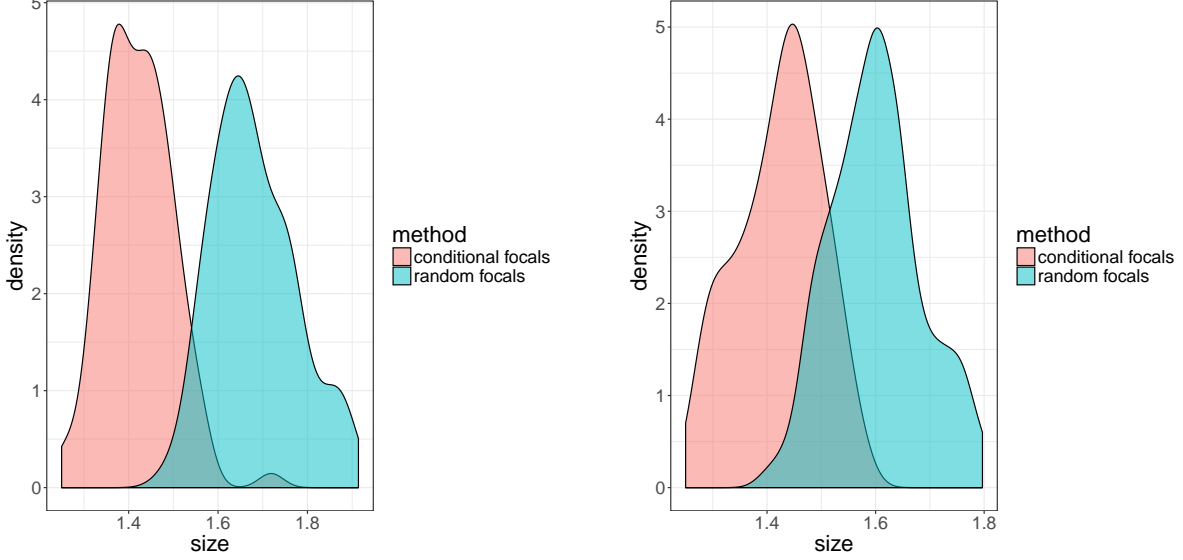 5
4
3
2
1
0
density
1.4 1.6 1.8
size
method
conditional focals
random focals
5
4
3
2
1
0
density
1.4 1.6 1.8
size
method
conditional focals
random focals